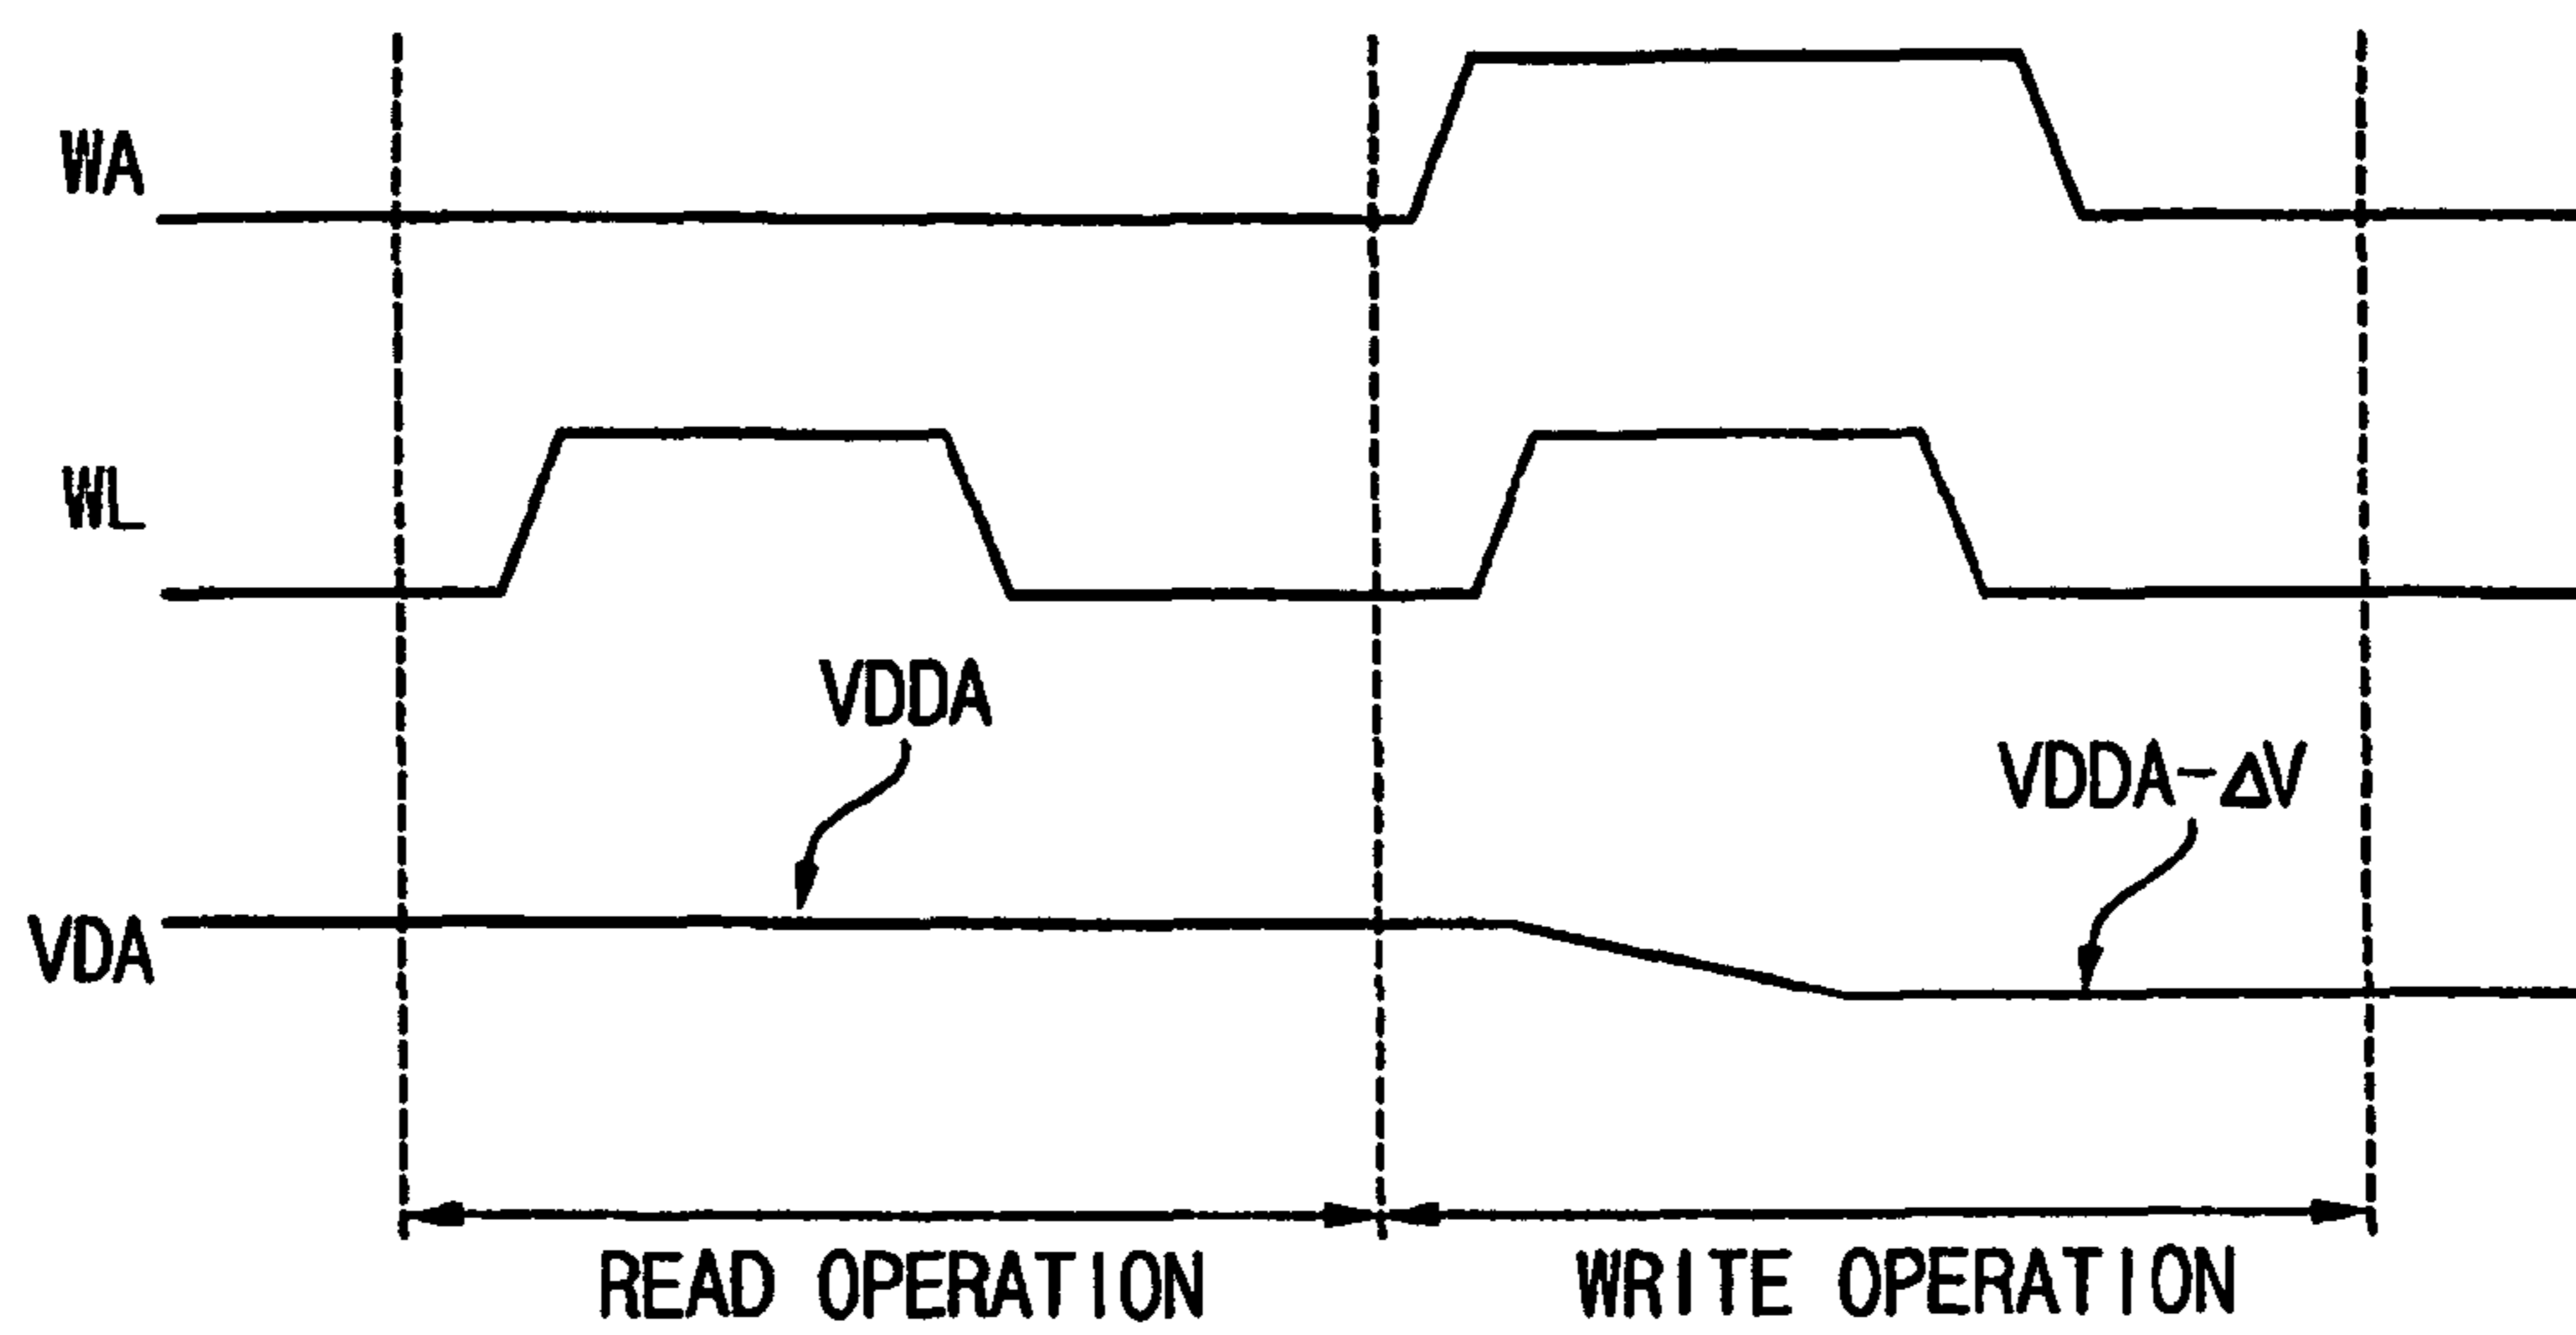 WA
WL
VDDA
VDDA-ΔV
VDA
READ OPERATION
WRITE OPERATION